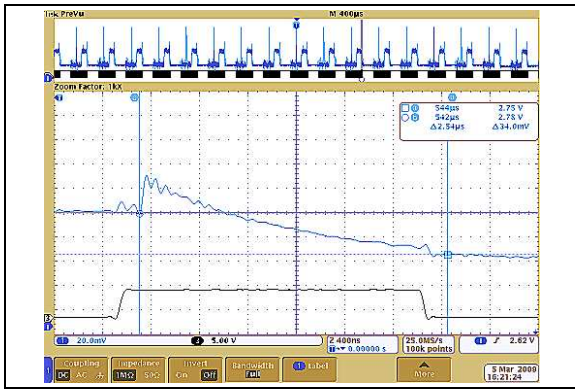 Tek PreVu M 400µs
Zoom Factor: 1kX
544µs 2.75 V
542µs 2.78 V
Δ2.54µs Δ34.0mV
20.0mV 5.00 V Z 400ns 25.0MS/s 2.62 V
0.00000 s 100k points
Coupling Impedance Invert Bandwidth Label More
DC AC 1MΩ 50Ω On Off Full
5 Mar 2008
16:21:24